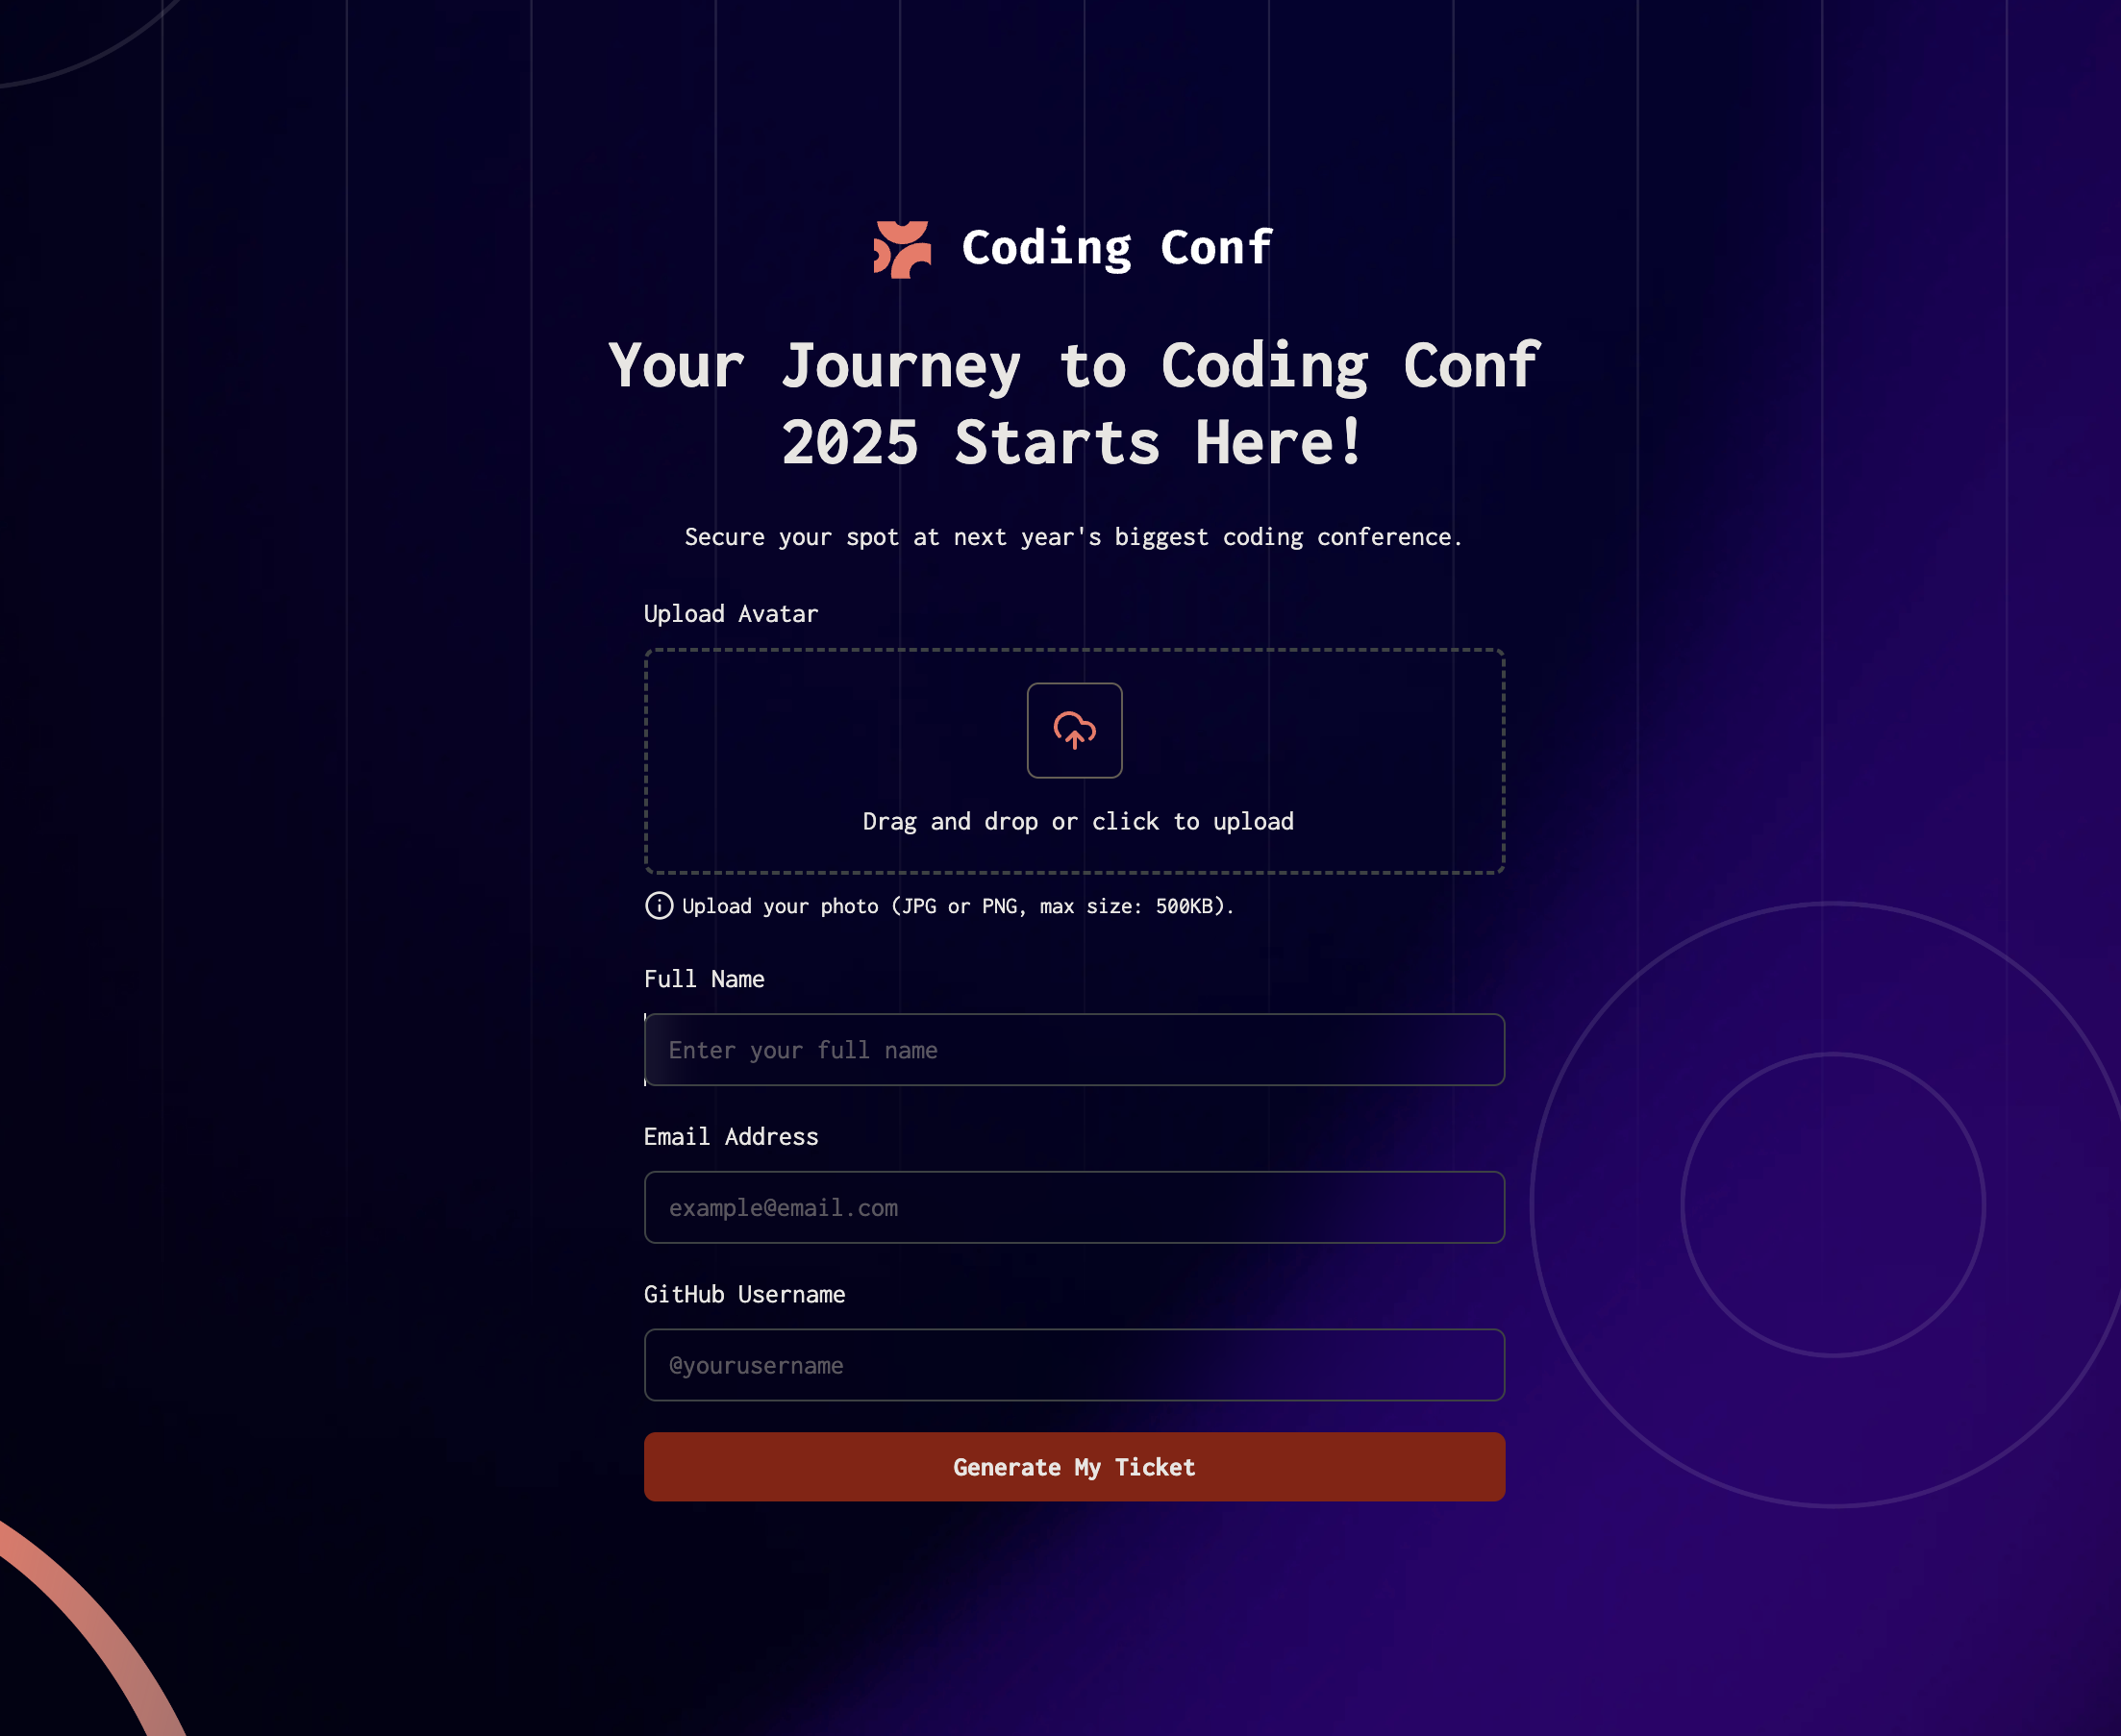 Coding Conf
Your Journey to Coding Conf
2025 Starts Here!
Secure your spot at next year's biggest coding conference.
Upload Avatar
Drag and drop or click to upload
Upload your photo (JPG or PNG, max size: 500KB).
Full Name
Enter your full name
Email Address
example@email.com
GitHub Username
@yourusername
Generate My Ticket